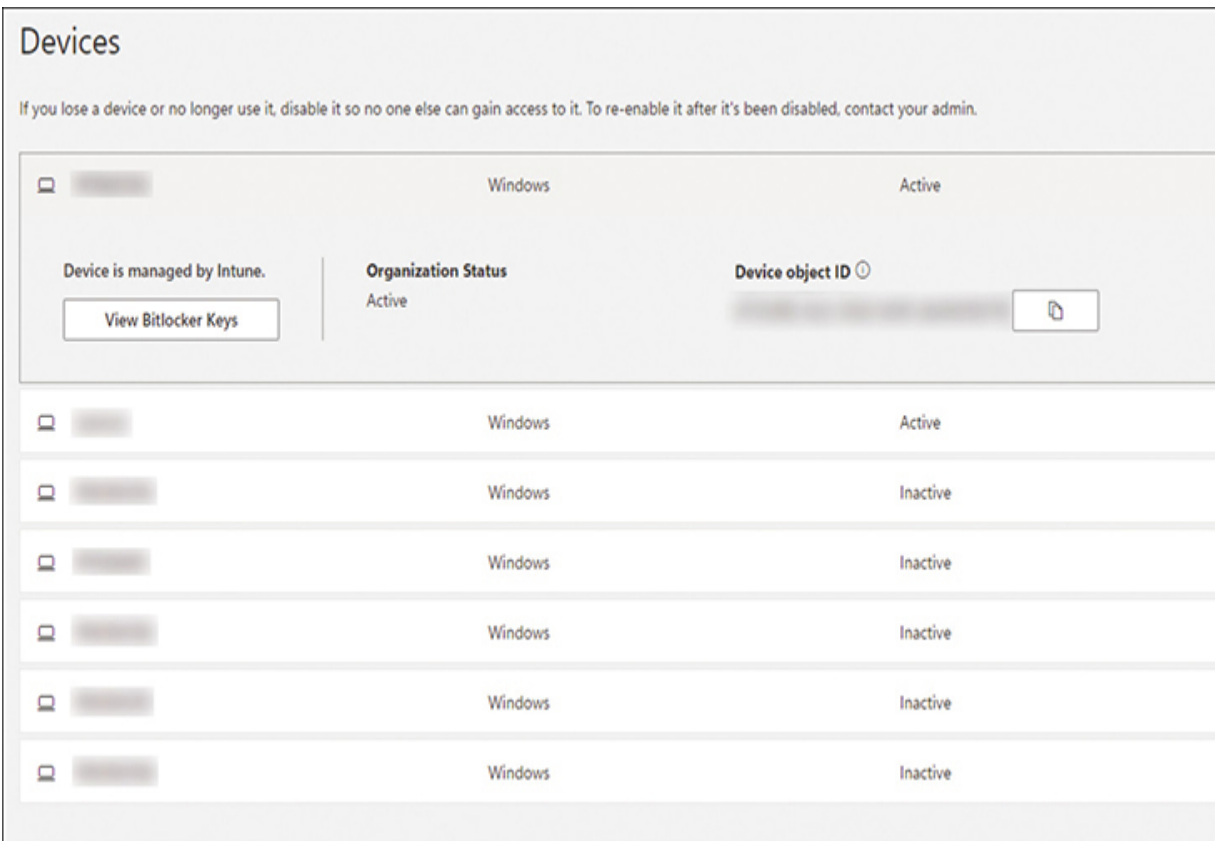 Devices
If you lose a device or no longer use it, disable it so no one else can gain access to it. To re-enable it after it's been disabled, contact your admin.
Windows Active
Device is managed by Intune. Organization Status Device object ID
Active
View Bitlocker Keys
Windows Active
Windows Inactive
Windows Inactive
Windows Inactive
Windows Inactive
Windows Inactive